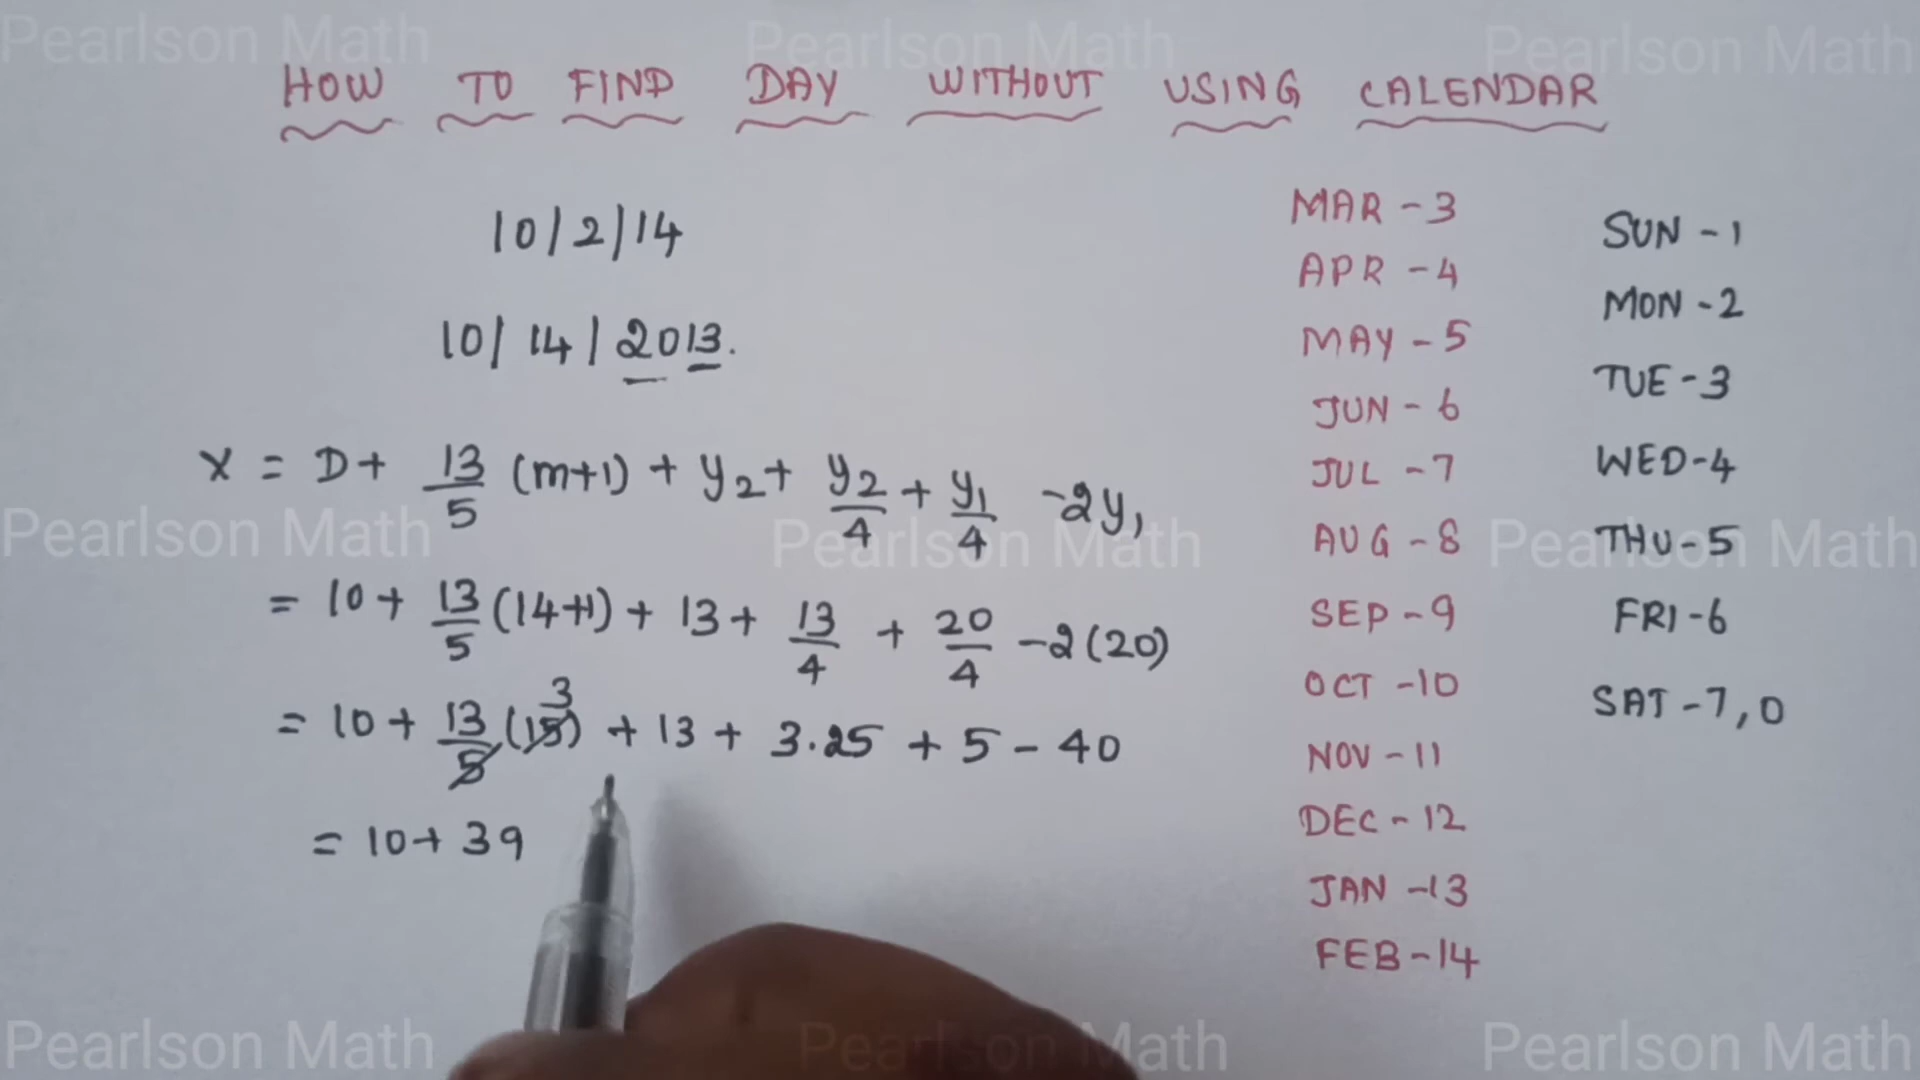 Pearlson Math Pearlson Math Pearlson Math
HOW TO FIND DAY WITHOUT USING CALENDAR
10/2/14
10/14/2013.
X = D + 13/5 (m+1) + y₂ + y₂/4 + y₁/4 - 2y₁
= 10 + 13/5 (14+1) + 13 + 13/4 + 20/4 - 2(20)
= 10 + 13/5 (15) 3 + 13 + 3.25 + 5 - 40
= 10 + 39
MAR - 3
APR - 4
MAY - 5
JUN - 6
JUL - 7
AUG - 8
SEP - 9
OCT - 10
NOV - 11
DEC - 12
JAN - 13
FEB - 14
SUN - 1
MON - 2
TUE - 3
WED - 4
THU - 5
FRI - 6
SAT - 7, 0
Pearlson Math Pearlson Math Pearlson Math
Pearlson Math Pearlson Math Pearlson Math